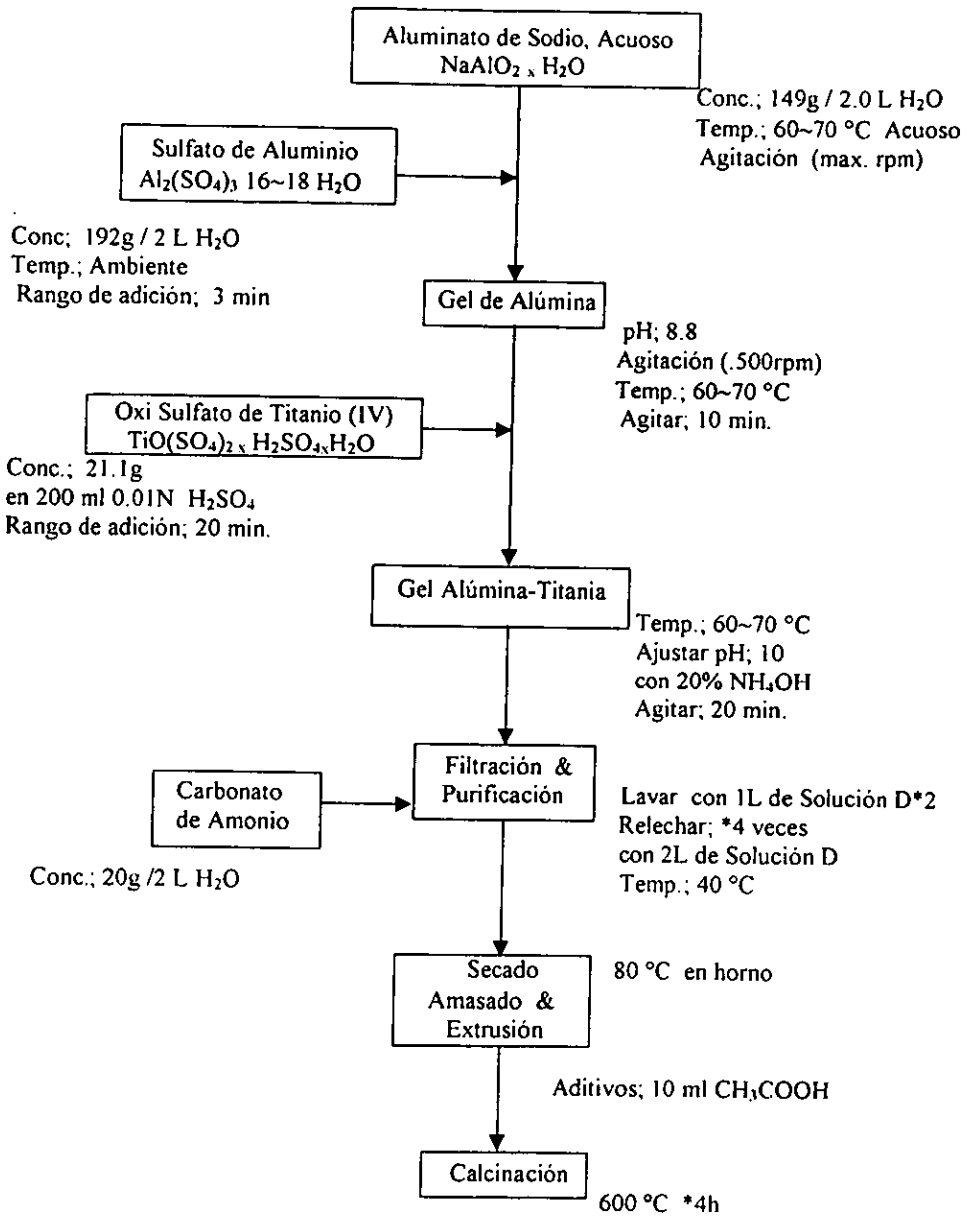 Aluminato de Sodio, Acuoso
NaAlO₂ ₓ H₂O
Conc.; 149g / 2.0 L H₂O
Temp.; 60~70 °C Acuoso
Agitación (max. rpm)
Sulfato de Aluminio
Al₂(SO₄)₃ 16~18 H₂O
Conc; 192g / 2 L H₂O
Temp.; Ambiente
Rango de adición; 3 min
Gel de Alúmina
pH; 8.8
Agitación (.500rpm)
Temp.; 60~70 °C
Agitar; 10 min.
Oxi Sulfato de Titanio (IV)
TiO(SO₄)₂ ₓ H₂SO₄ₓH₂O
Conc.; 21.1g
en 200 ml 0.01N H₂SO₄
Rango de adición; 20 min.
Gel Alúmina-Titania
Temp.; 60~70 °C
Ajustar pH; 10
con 20% NH₄OH
Agitar; 20 min.
Filtración &
Purificación
Carbonato
de Amonio
Conc.; 20g /2 L H₂O
Lavar con 1L de Solución D*2
Relechar; *4 veces
con 2L de Solución D
Temp.; 40 °C
Secado
Amasado &
Extrusión
80 °C en horno
Aditivos; 10 ml CH₃COOH
Calcinación
600 °C *4h